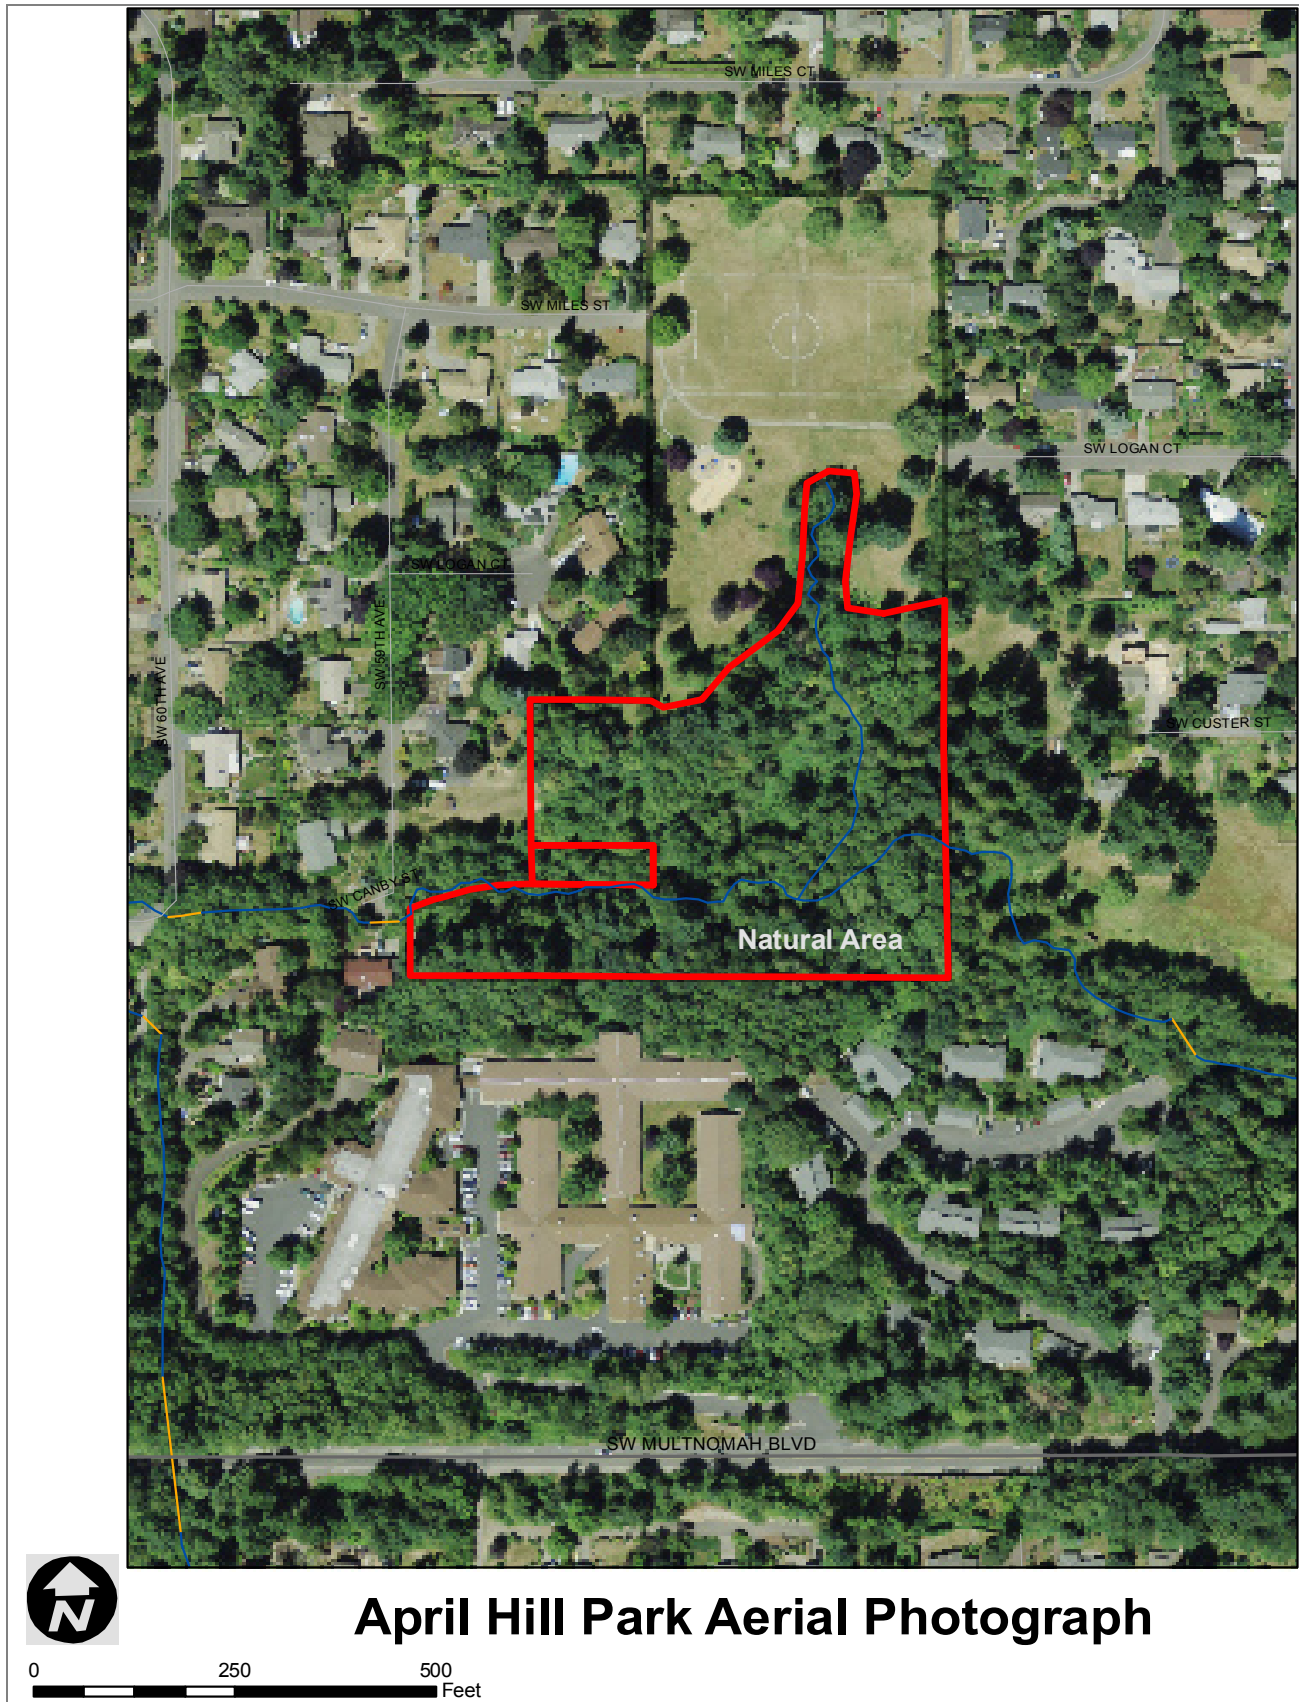 SW MILES CT
SW MILES ST
SW LOGAN CT
SW LOGAN CT
SW 59TH AVE
SW 60TH AVE
SW CUSTER ST
SW CANBY ST
Natural Area
SW MULTNOMAH BLVD
N
April Hill Park Aerial Photograph
0 250 500
Feet